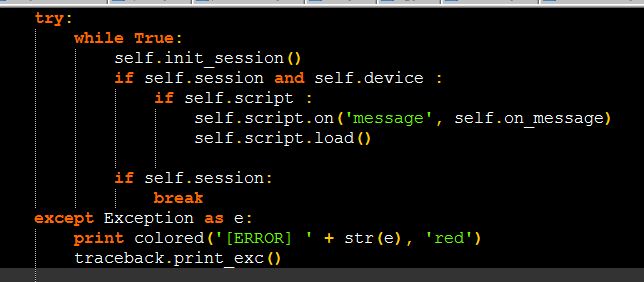 try:
while True:
self.init_session()
if self.session and self.device :
if self.script :
self.script.on('message', self.on_message)
self.script.load()
if self.session:
break
except Exception as e:
print colored('[ERROR] ' + str(e), 'red')
traceback.print_exc()